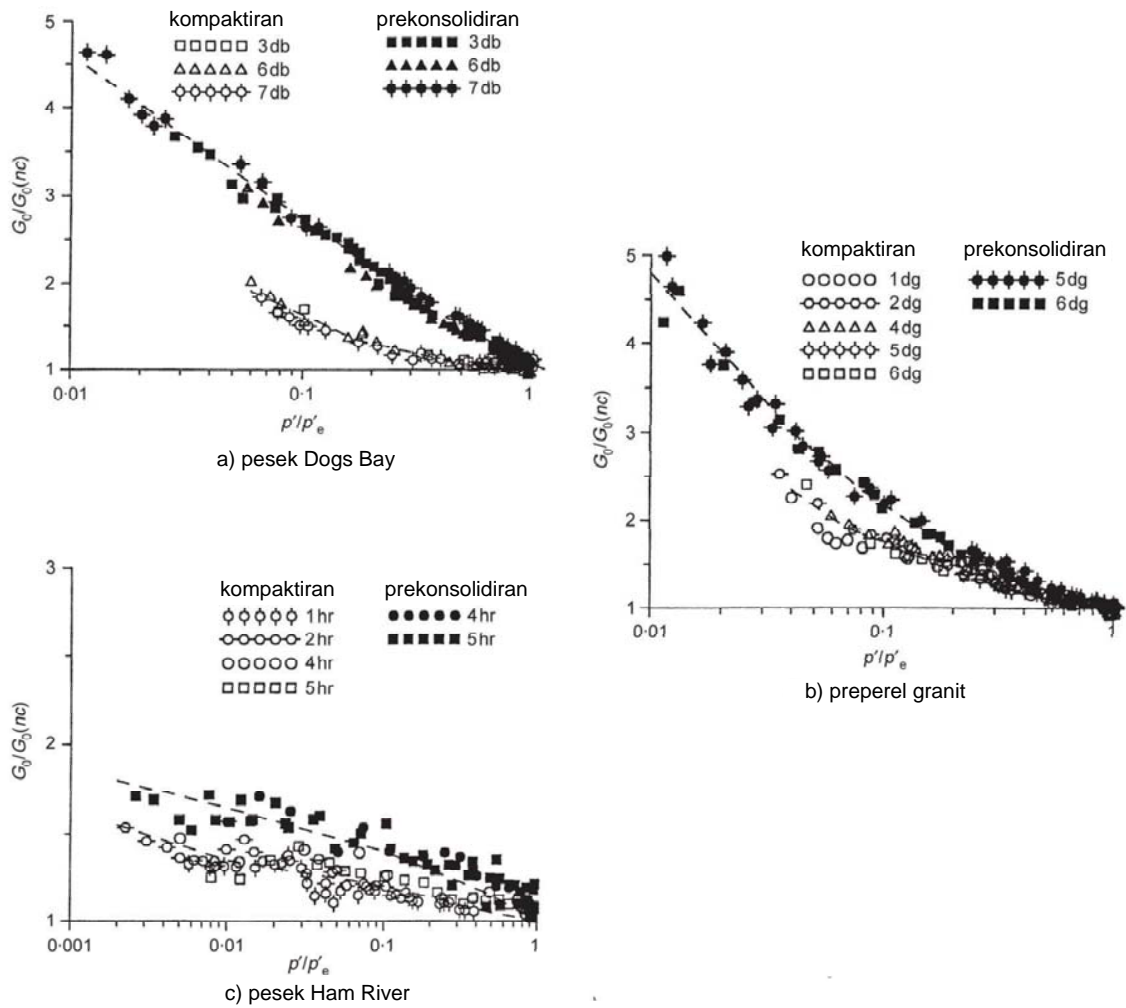 kompaktiran prekonsolidiran
3db 3db
6db 6db
7db 7db
G₀/G₀(nc)
5
4
3
2
1
0·01 0·1 1
p'/p'ₑ
a) pesek Dogs Bay
kompaktiran prekonsolidiran
1dg 5dg
2dg 6dg
4dg
5dg
6dg
G₀/G₀(nc)
5
4
3
2
1
0·01 0·1 1
p'/p'ₑ
b) preperel granit
kompaktiran prekonsolidiran
1hr 4hr
2hr 5hr
4hr
5hr
G₀/G₀(nc)
3
2
1
0·001 0·01 0·1 1
p'/p'ₑ
c) pesek Ham River